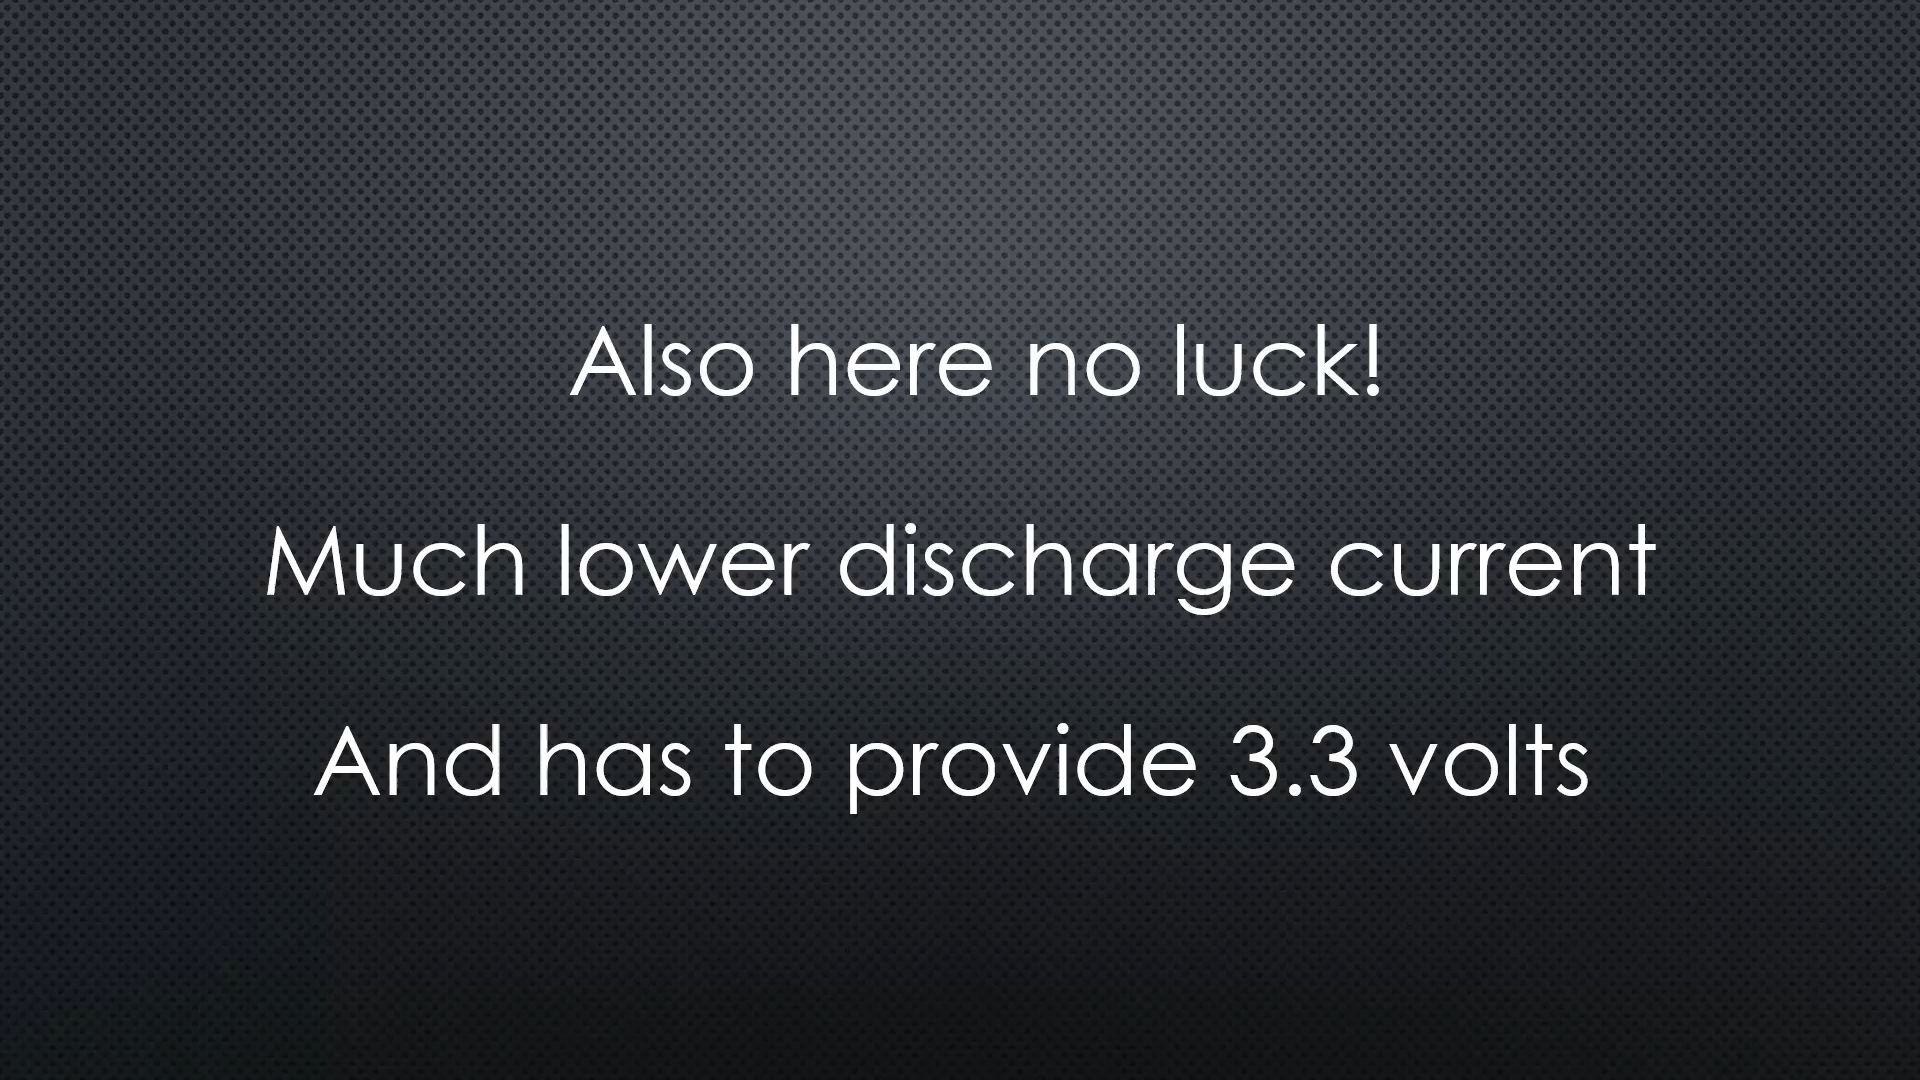 Also here no luck!
Much lower discharge current
And has to provide 3.3 volts